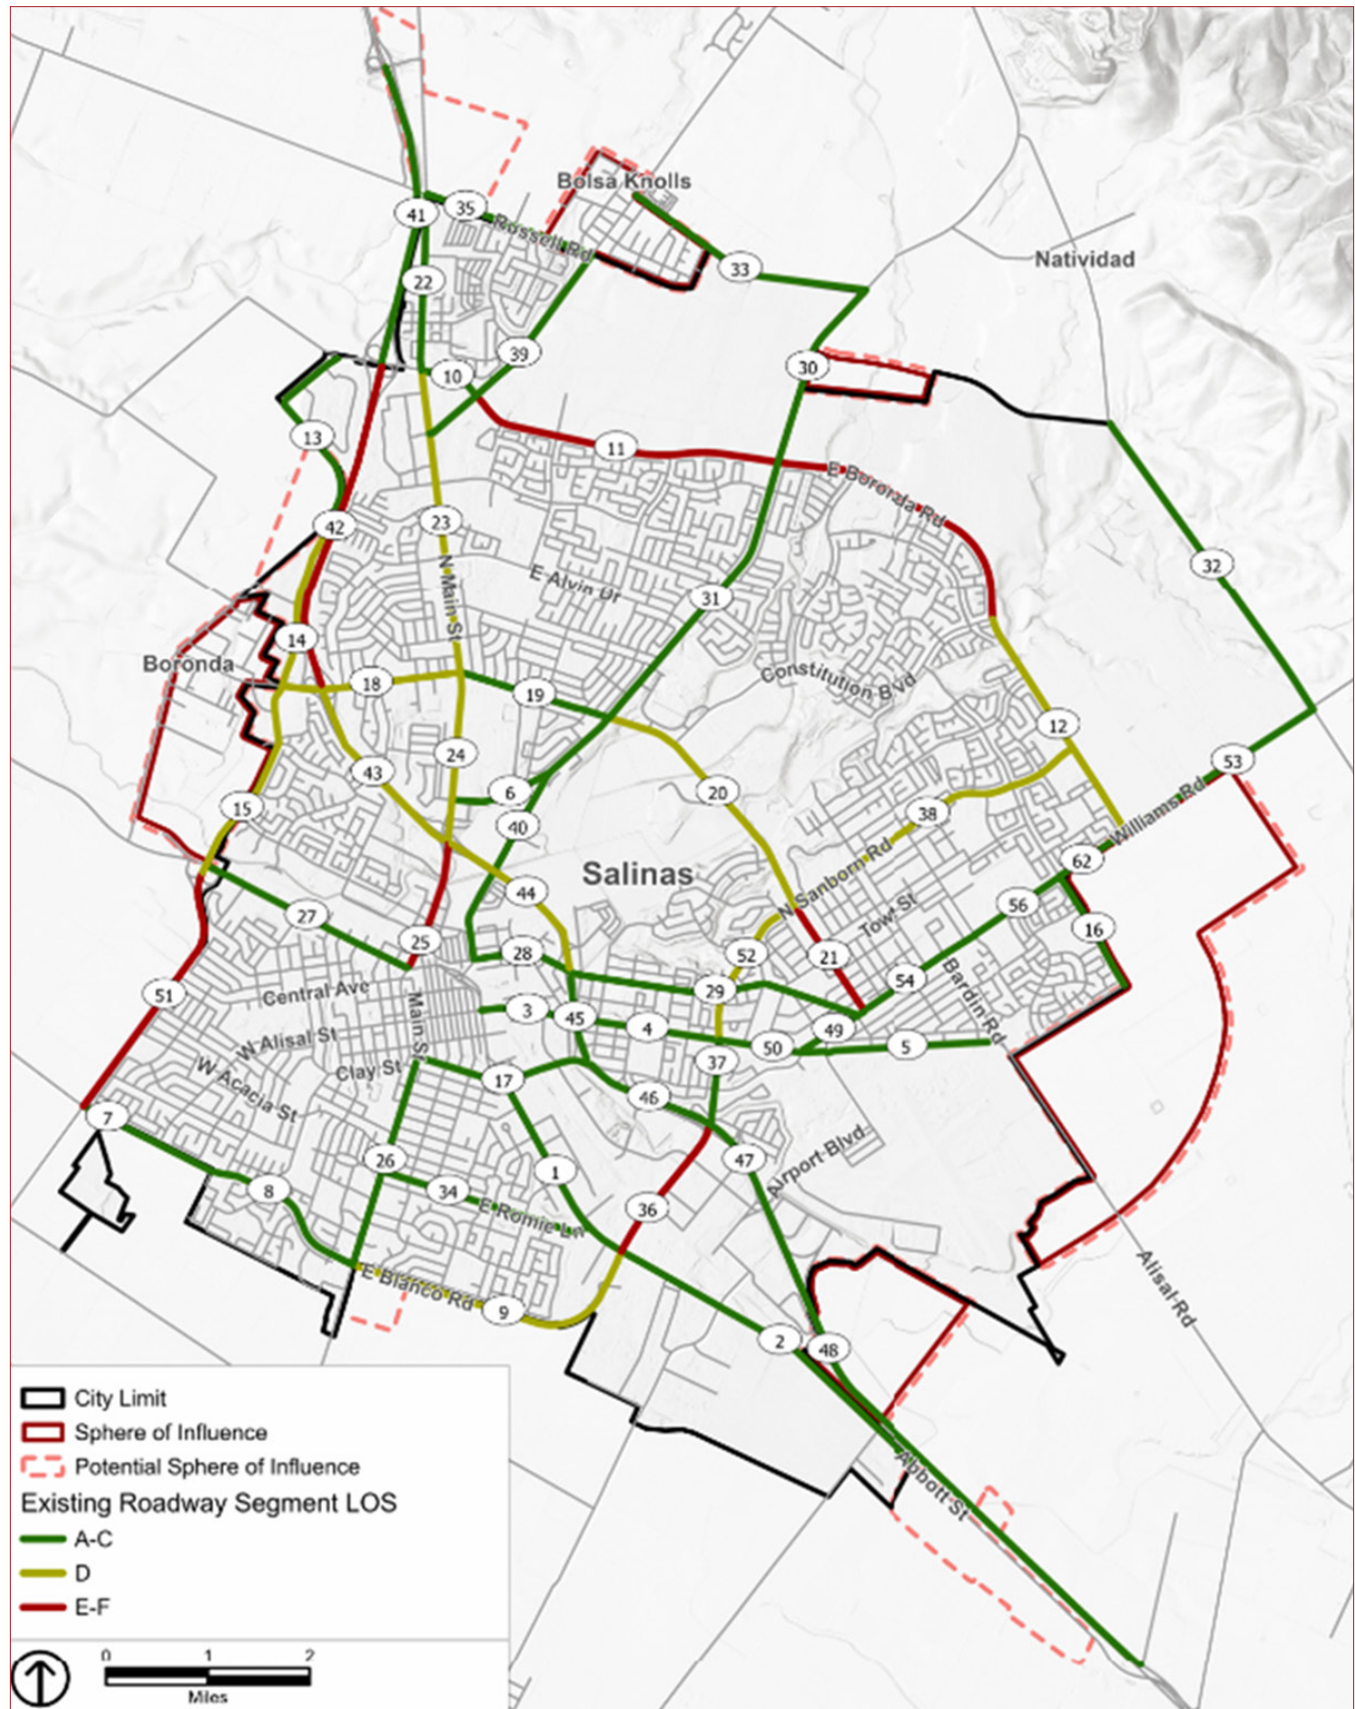 Bolsa Knolls
41
35
Rossell Rd
33
Natividad
22
39
30
10
13
11
E Bororda Rd
42
23
N Main St
E Alvin Dr
31
32
14
Boronda
18
19
Constitution Blvd
12
24
43
6
20
53
15
40
38
Williams Rd
Salinas
62
44
N Sanborn Rd
Towt St
56
27
16
25
28
52
21
54
51
Central Ave
29
Bardin Rd
3
45
4
49
Main St
W Alisal St
50
5
Clay St
37
W Acacia St
17
46
7
Airport Blvd
26
47
1
8
34
36
E Romie Ln
E Blanco Rd
9
Alisal Rd
2
48
Abbott St
City Limit
Sphere of Influence
Potential Sphere of Influence
Existing Roadway Segment LOS
A-C
D
E-F
0 1 2
Miles